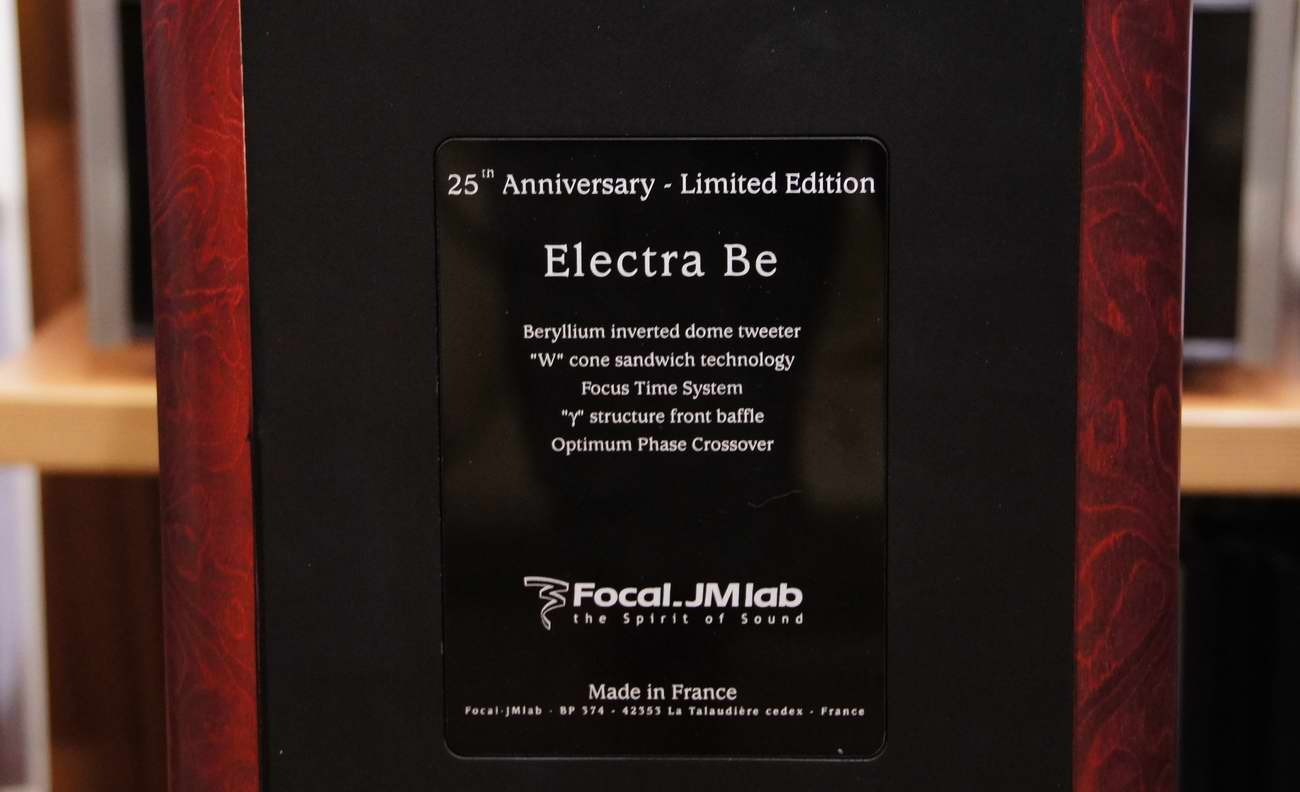 25th Anniversary - Limited Edition
Electra Be
Beryllium inverted dome tweeter
"W" cone sandwich technology
Focus Time System
"γ" structure front baffle
Optimum Phase Crossover
Focal-JMlab
the Spirit of Sound
Made in France
Focal-JMlab - BP 374 - 42353 La Talaudière cedex - France